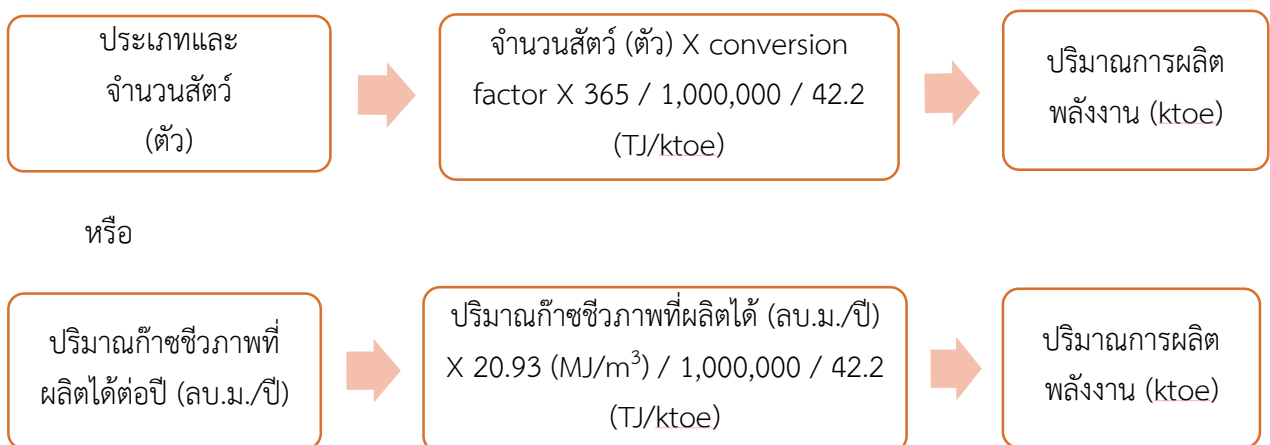 ประเภทและ
จำนวนสัตว์
(ตัว)
จำนวนสัตว์ (ตัว) X conversion
factor X 365 / 1,000,000 / 42.2
(TJ/ktoe)
ปริมาณการผลิต
พลังงาน (ktoe)
หรือ
ปริมาณก๊าซชีวภาพที่
ผลิตได้ต่อปี (ลบ.ม./ปี)
ปริมาณก๊าซชีวภาพที่ผลิตได้ (ลบ.ม./ปี)
X 20.93 (MJ/m³) / 1,000,000 / 42.2
(TJ/ktoe)
ปริมาณการผลิต
พลังงาน (ktoe)